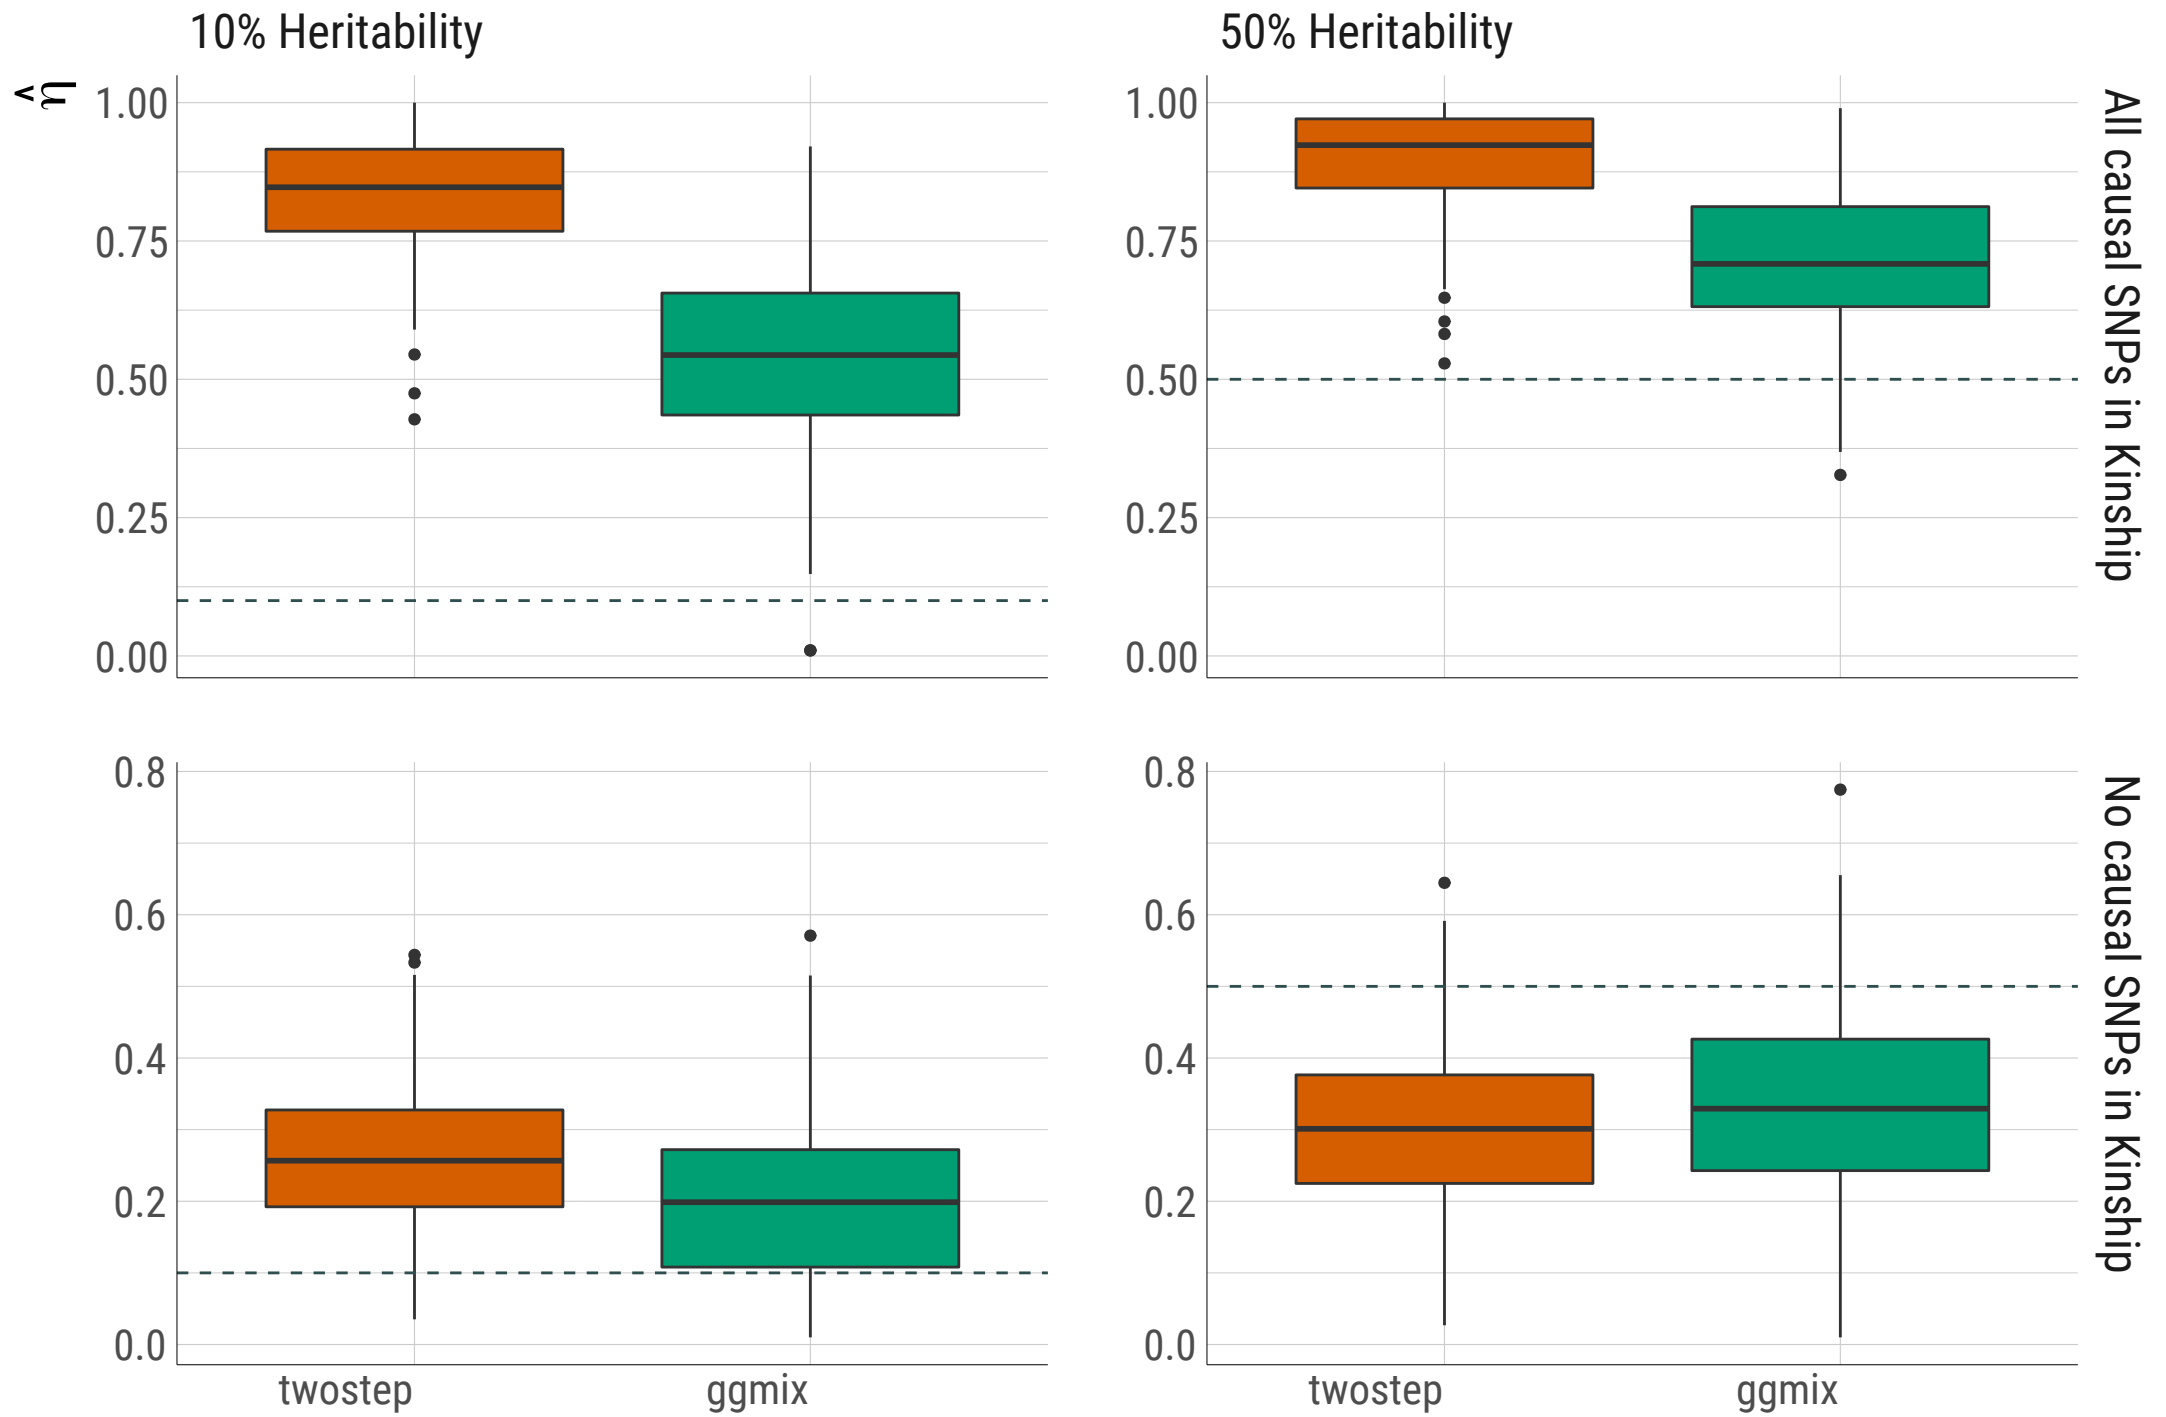 10% Heritability
50% Heritability
η̂
1.00
0.75
0.50
0.25
0.00
1.00
0.75
0.50
0.25
0.00
All causal SNPs in Kinship
0.8
0.6
0.4
0.2
0.0
0.8
0.6
0.4
0.2
0.0
No causal SNPs in Kinship
twostep
ggmix
twostep
ggmix